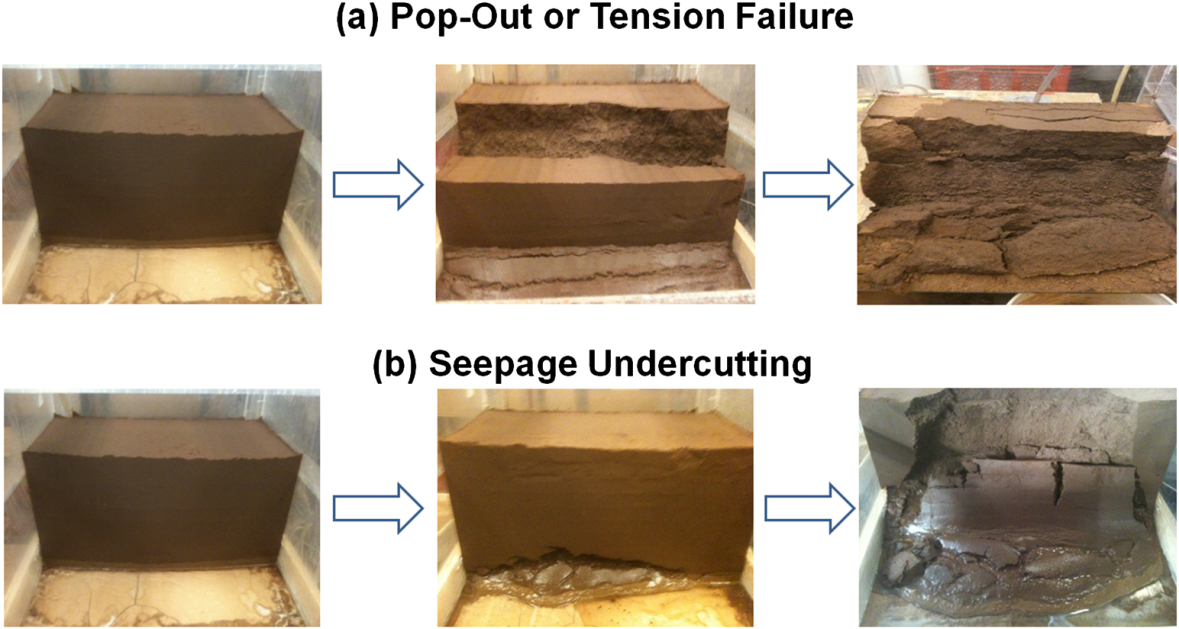 (a) Pop-Out or Tension Failure
(b) Seepage Undercutting